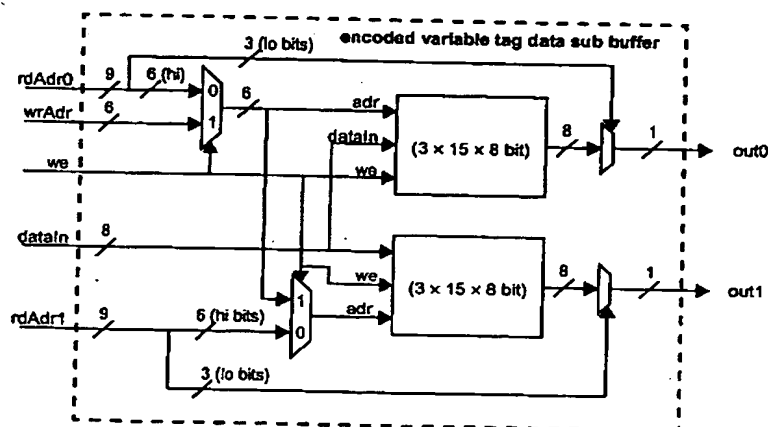 3 (lo bits)
encoded variable tag data sub buffer
rdAdr0
9
6 (hi)
0
6
adr
wrAdr
6
1
dataIn
(3 × 15 × 8 bit)
8
1
out0
we
we
dataIn
8
we
(3 × 15 × 8 bit)
8
1
out1
1
adr
rdAdr1
9
6 (hi bits)
0
3 (lo bits)